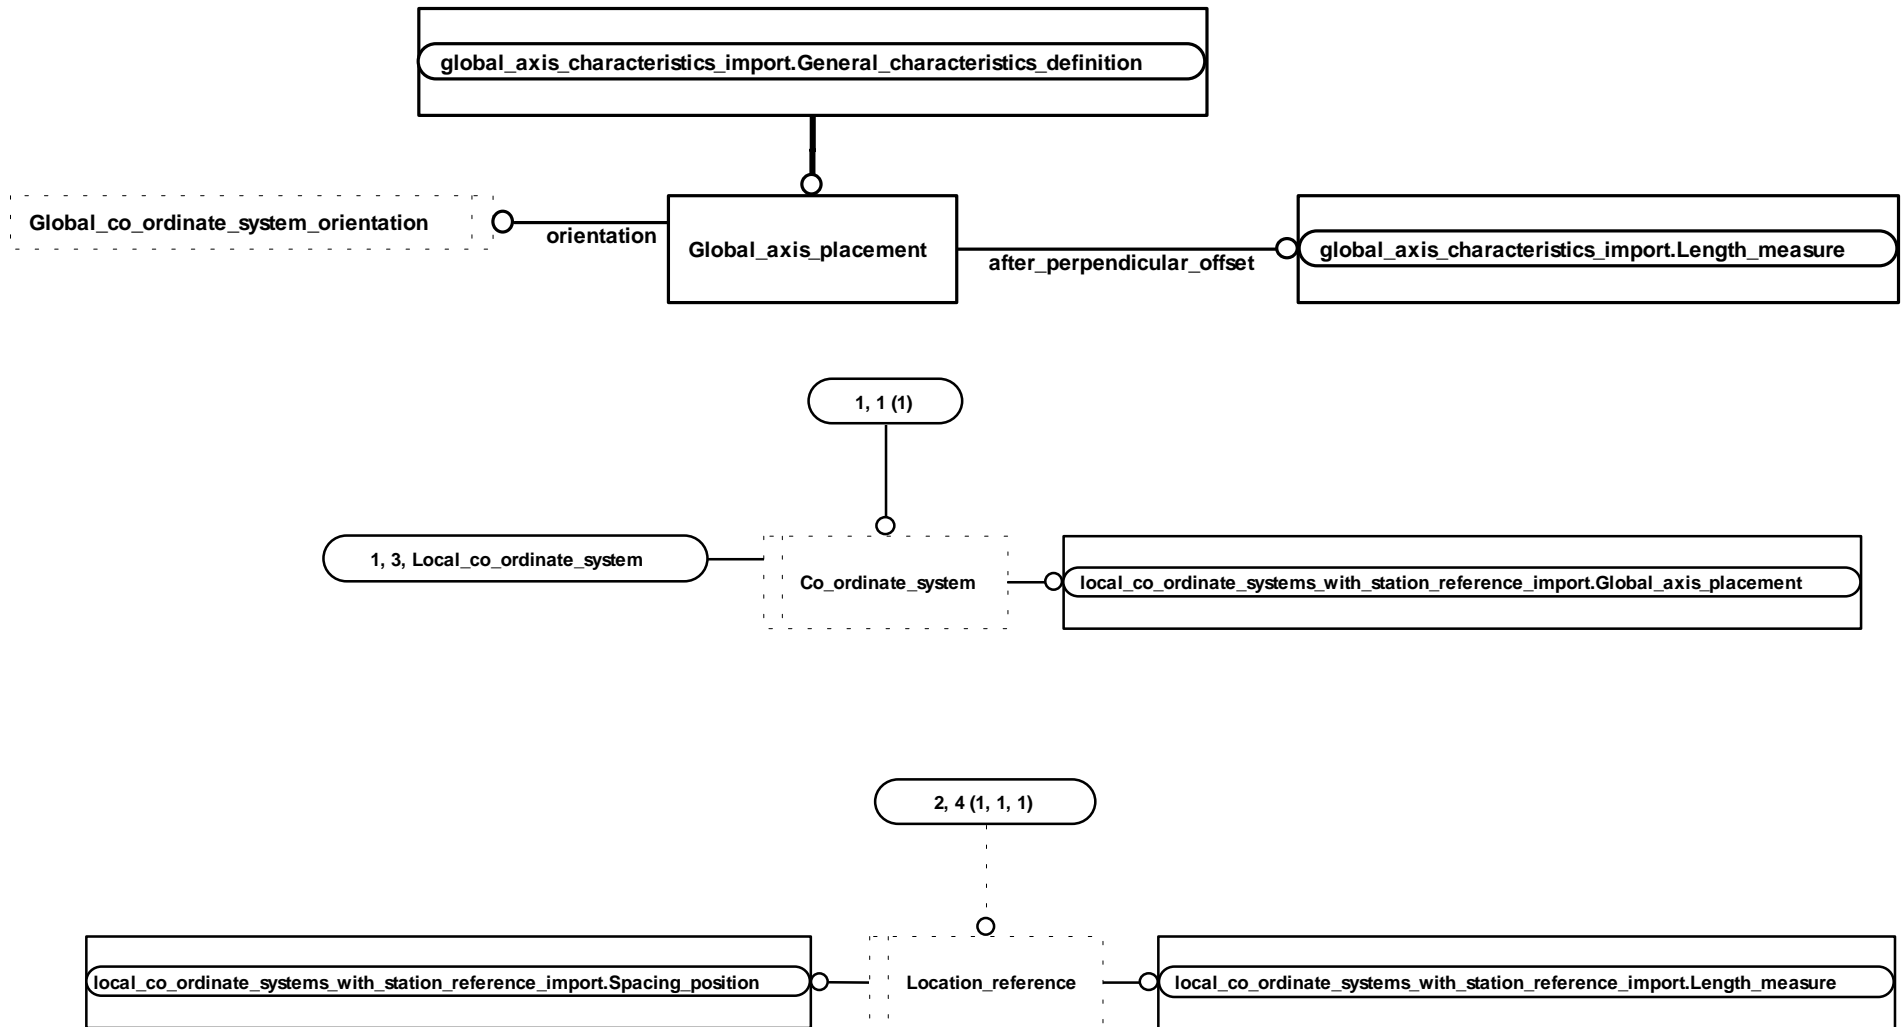 global_axis_characteristics_import.General_characteristics_definition
Global_co_ordinate_system_orientation
orientation
Global_axis_placement
after_perpendicular_offset
global_axis_characteristics_import.Length_measure
1, 1 (1)
1, 3, Local_co_ordinate_system
Co_ordinate_system
local_co_ordinate_systems_with_station_reference_import.Global_axis_placement
2, 4 (1, 1, 1)
local_co_ordinate_systems_with_station_reference_import.Spacing_position
Location_reference
local_co_ordinate_systems_with_station_reference_import.Length_measure